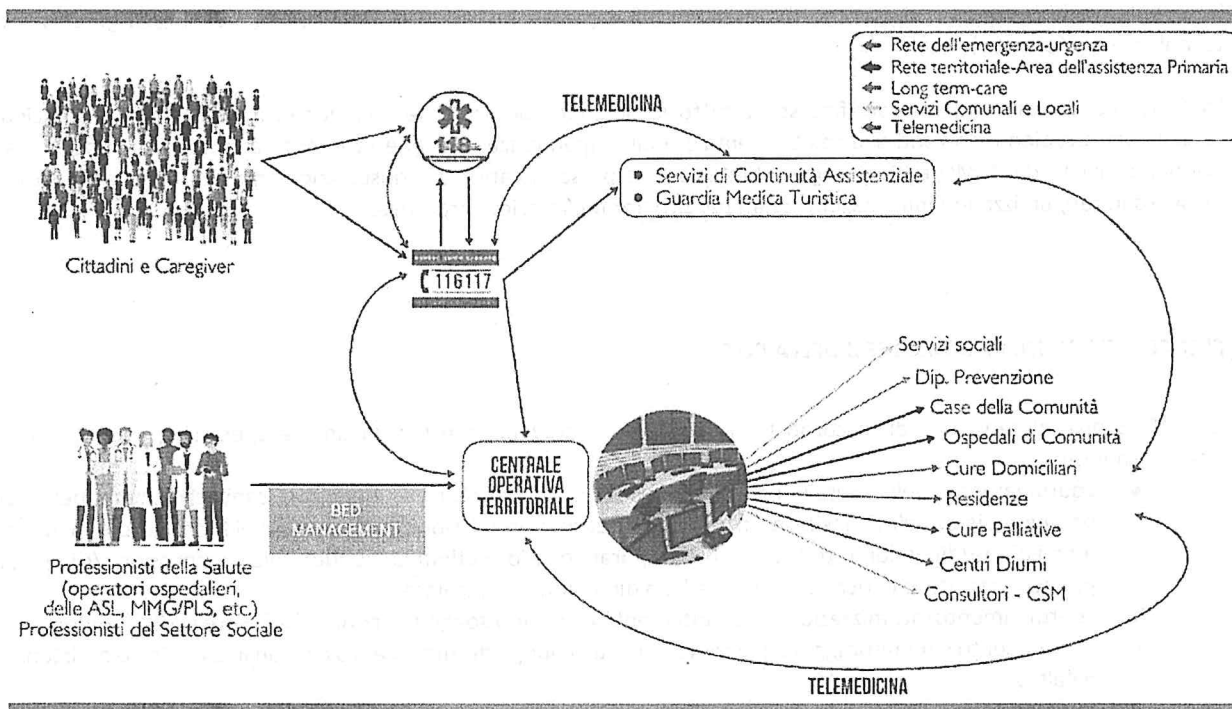 Rete dell'emergenza-urgenza
Rete territoriale-Area dell'assistenza Primaria
Long term-care
Servizi Comunali e Locali
Telemedicina
TELEMEDICINA
118
Servizi di Continuità Assistenziale
Guardia Medica Turistica
Cittadini e Caregiver
116117
Servizi sociali
Dip. Prevenzione
Case della Comunità
Ospedali di Comunità
Cure Domiciliari
Residenze
Cure Palliative
Centri Diurni
Consultori - CSM
CENTRALE
OPERATIVA
TERRITORIALE
BED
MANAGEMENT
Professionisti della Salute
(operatori ospedalieri,
delle ASL, MMG/PLS, etc.)
Professionisti del Settore Sociale
TELEMEDICINA